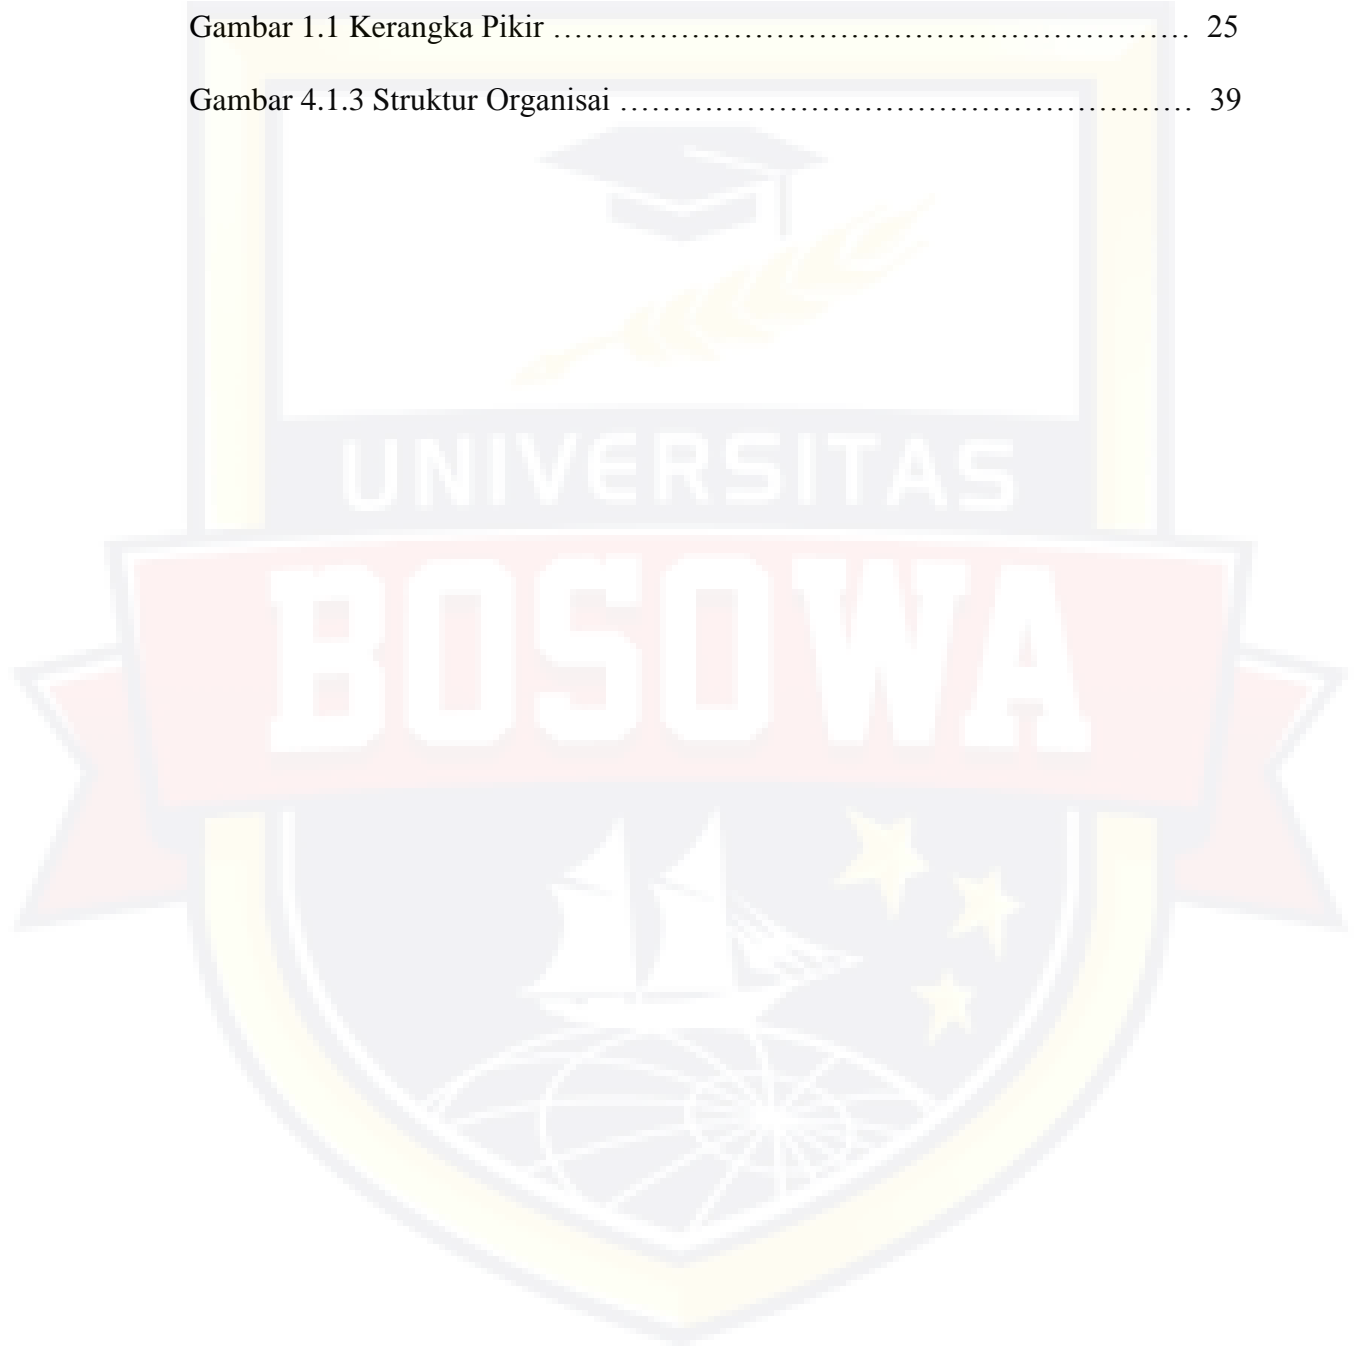 Gambar 1.1 Kerangka Pikir ………………………………………………………… 25
Gambar 4.1.3 Struktur Organisai …………………………………………………… 39
UNIVERSITAS
BOSOWA